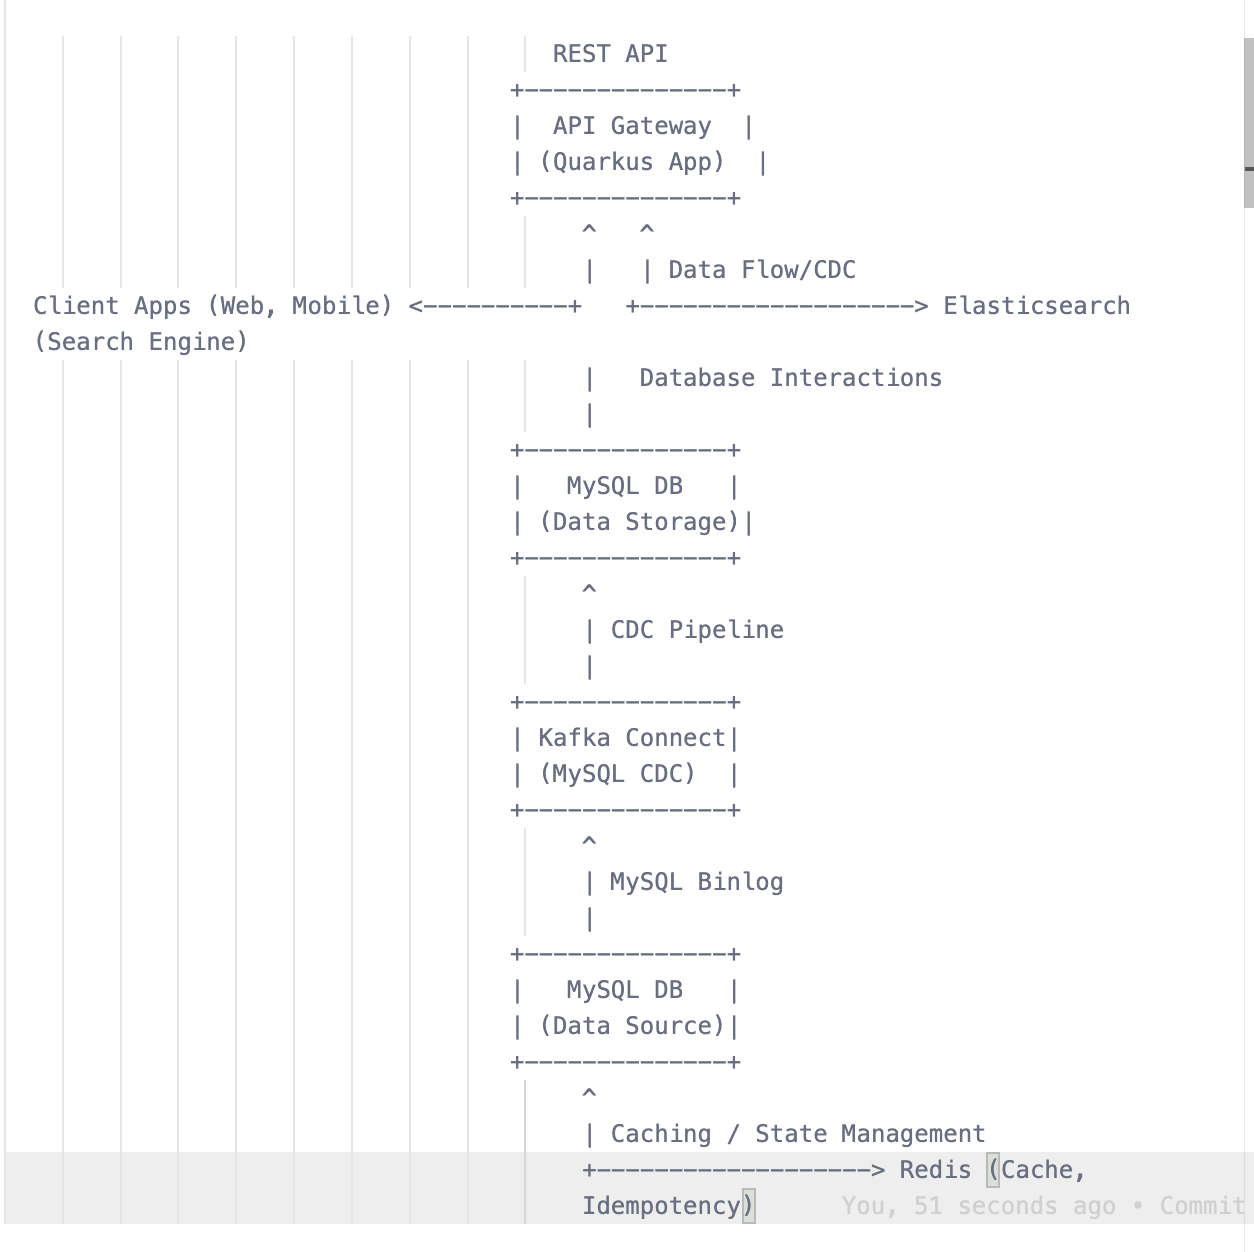 REST API
                                 +--------------+
                                 |  API Gateway  |
                                 | (Quarkus App)  |
                                 +--------------+
                                      ^   ^
                                      |   | Data Flow/CDC
Client Apps (Web, Mobile) <----------+   +-------------------> Elasticsearch
(Search Engine)
                                      |   Database Interactions
                                      |
                                 +--------------+
                                 |   MySQL DB   |
                                 | (Data Storage)|
                                 +--------------+
                                      ^
                                      | CDC Pipeline
                                      |
                                 +--------------+
                                 | Kafka Connect|
                                 | (MySQL CDC)  |
                                 +--------------+
                                      ^
                                      | MySQL Binlog
                                      |
                                 +--------------+
                                 |   MySQL DB   |
                                 | (Data Source)|
                                 +--------------+
                                      ^
                                      | Caching / State Management
                                      +-------------------> Redis (Cache,
                                      Idempotency)      You, 51 seconds ago • Commit